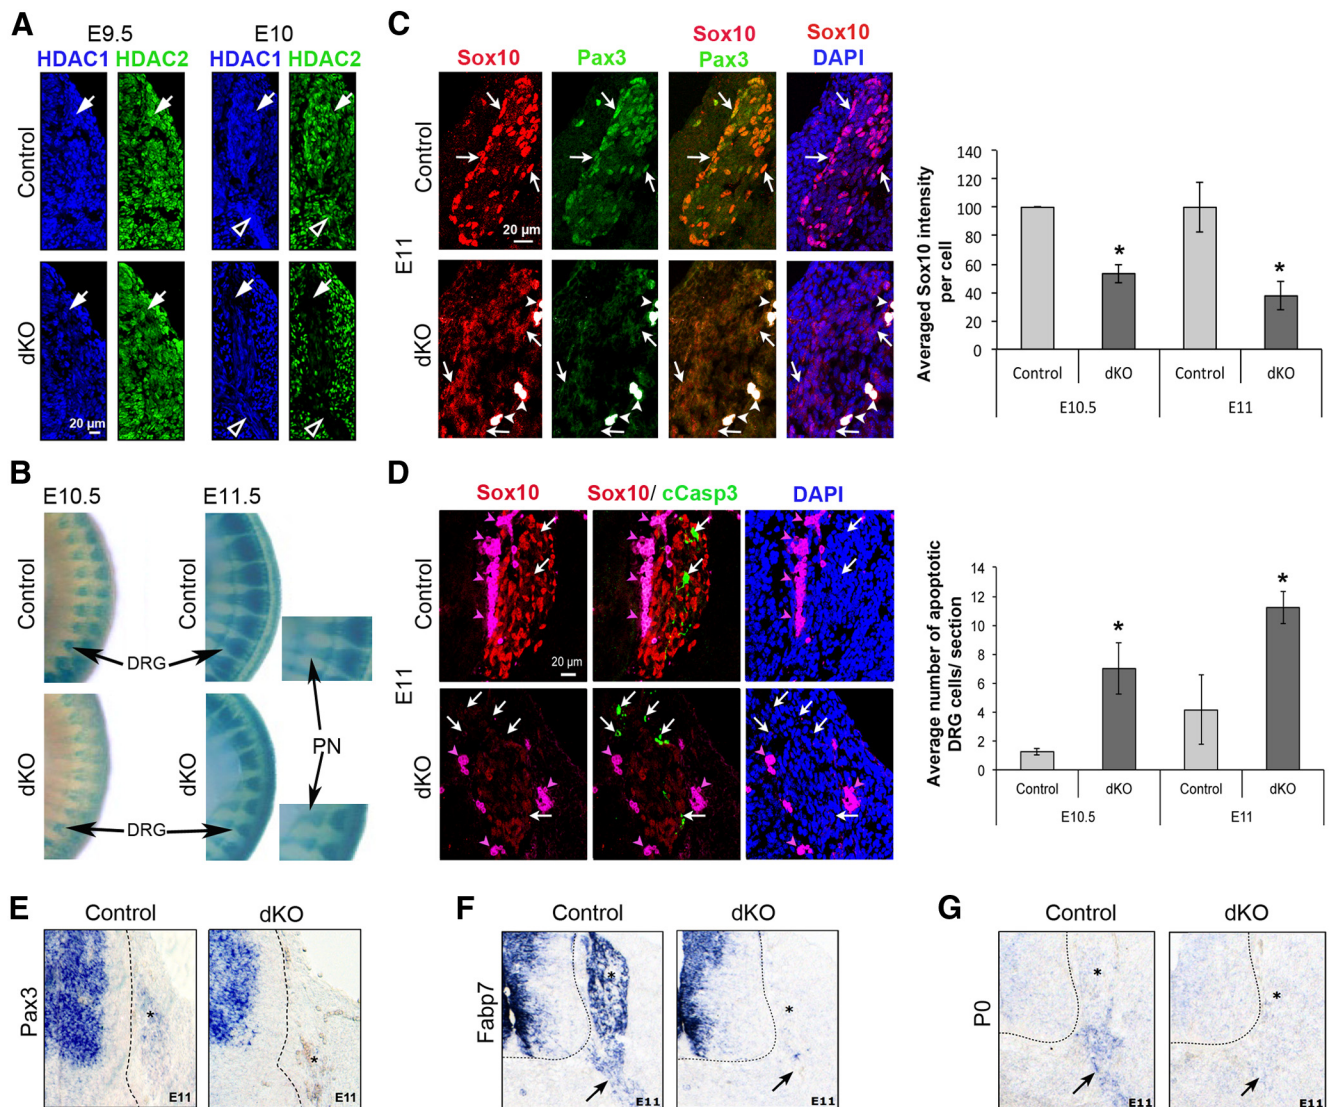 A
E9.5 E10
HDAC1 HDAC2 HDAC1 HDAC2
Control
dKO
20 µm
B
E10.5 E11.5
Control
Control
DRG
PN
dKO
dKO
DRG
C
Sox10 Pax3 Sox10 Pax3 Sox10 DAPI
Control
20 µm
E11
dKO
Averaged Sox10 intensity per cell
140
120
100
80
60
40
20
0
* *
Control dKO Control dKO
E10.5 E11
D
Sox10 Sox10/ cCasp3 DAPI
Control
20 µm
E11
dKO
Average number of apoptotic DRG cells/ section
14
12
10
8
6
4
2
0
* *
Control dKO Control dKO
E10.5 E11
E
Control dKO
Pax3
* *
E11 E11
F
Control dKO
Fabp7
* *
E11 E11
G
Control dKO
P0
* *
E11 E11